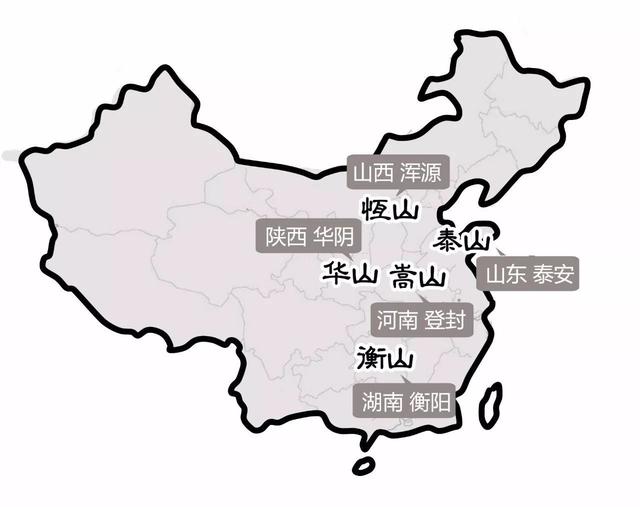 山西 浑源
恆山
陕西 华阴
泰山
华山
嵩山
山东 泰安
河南 登封
衡山
湖南 衡阳